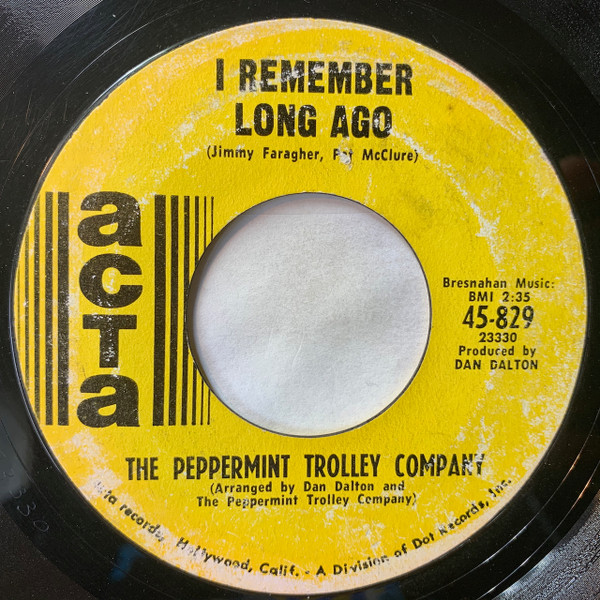 I REMEMBER
LONG AGO
(Jimmy Faragher, Pat McClure)
acTa
Bresnahan Music:
BMI 2:35
45-829
23330
Produced by
DAN DALTON
THE PEPPERMINT TROLLEY COMPANY
(Arranged by Dan Dalton and
The Peppermint Trolley Company)
Acta records, Hollywood, Calif. - A Division of Dot Records, Inc.